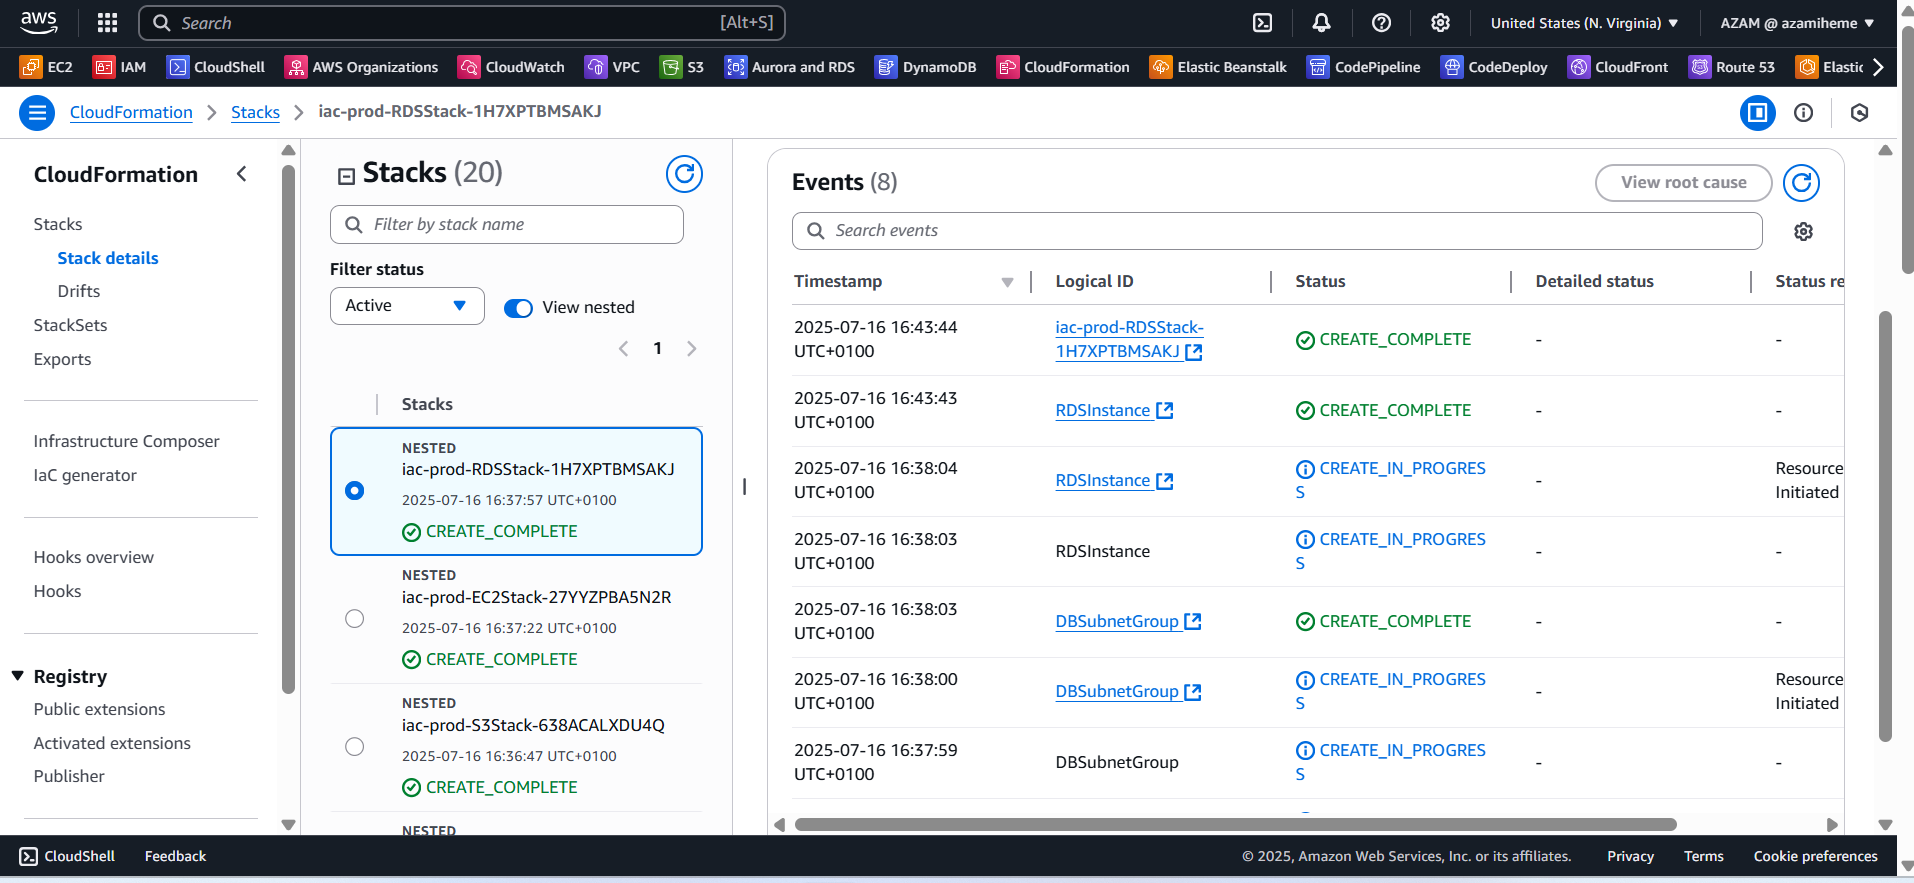 aws
Search [Alt+S]
United States (N. Virginia)
AZAM @ azamiheme
EC2 IAM CloudShell AWS Organizations CloudWatch VPC S3 Aurora and RDS DynamoDB CloudFormation Elastic Beanstalk CodePipeline CodeDeploy CloudFront Route 53 Elastic
CloudFormation Stacks iac-prod-RDSStack-1H7XPTBMSAKJ
CloudFormation
Stacks
Stack details
Drifts
StackSets
Exports
Infrastructure Composer
IaC generator
Hooks overview
Hooks
Registry
Public extensions
Activated extensions
Publisher
Stacks (20)
Filter by stack name
Filter status
Active View nested
1
Stacks
NESTED
iac-prod-RDSStack-1H7XPTBMSAKJ
2025-07-16 16:37:57 UTC+0100
CREATE_COMPLETE
NESTED
iac-prod-EC2Stack-27YYZPBA5N2R
2025-07-16 16:37:22 UTC+0100
CREATE_COMPLETE
NESTED
iac-prod-S3Stack-638ACALXDU4Q
2025-07-16 16:36:47 UTC+0100
CREATE_COMPLETE
NESTED
Events (8)
View root cause
Search events
Timestamp Logical ID Status Detailed status Status re
2025-07-16 16:43:44 iac-prod-RDSStack- CREATE_COMPLETE - -
UTC+0100 1H7XPTBMSAKJ
2025-07-16 16:43:43 RDSInstance CREATE_COMPLETE - -
UTC+0100
2025-07-16 16:38:04 RDSInstance CREATE_IN_PROGRES - Resource
UTC+0100 S Initiated
2025-07-16 16:38:03 RDSInstance CREATE_IN_PROGRES - -
UTC+0100 S
2025-07-16 16:38:03 DBSubnetGroup CREATE_COMPLETE - -
UTC+0100
2025-07-16 16:38:00 DBSubnetGroup CREATE_IN_PROGRES - Resource
UTC+0100 S Initiated
2025-07-16 16:37:59 DBSubnetGroup CREATE_IN_PROGRES - -
UTC+0100 S
CloudShell Feedback © 2025, Amazon Web Services, Inc. or its affiliates. Privacy Terms Cookie preferences